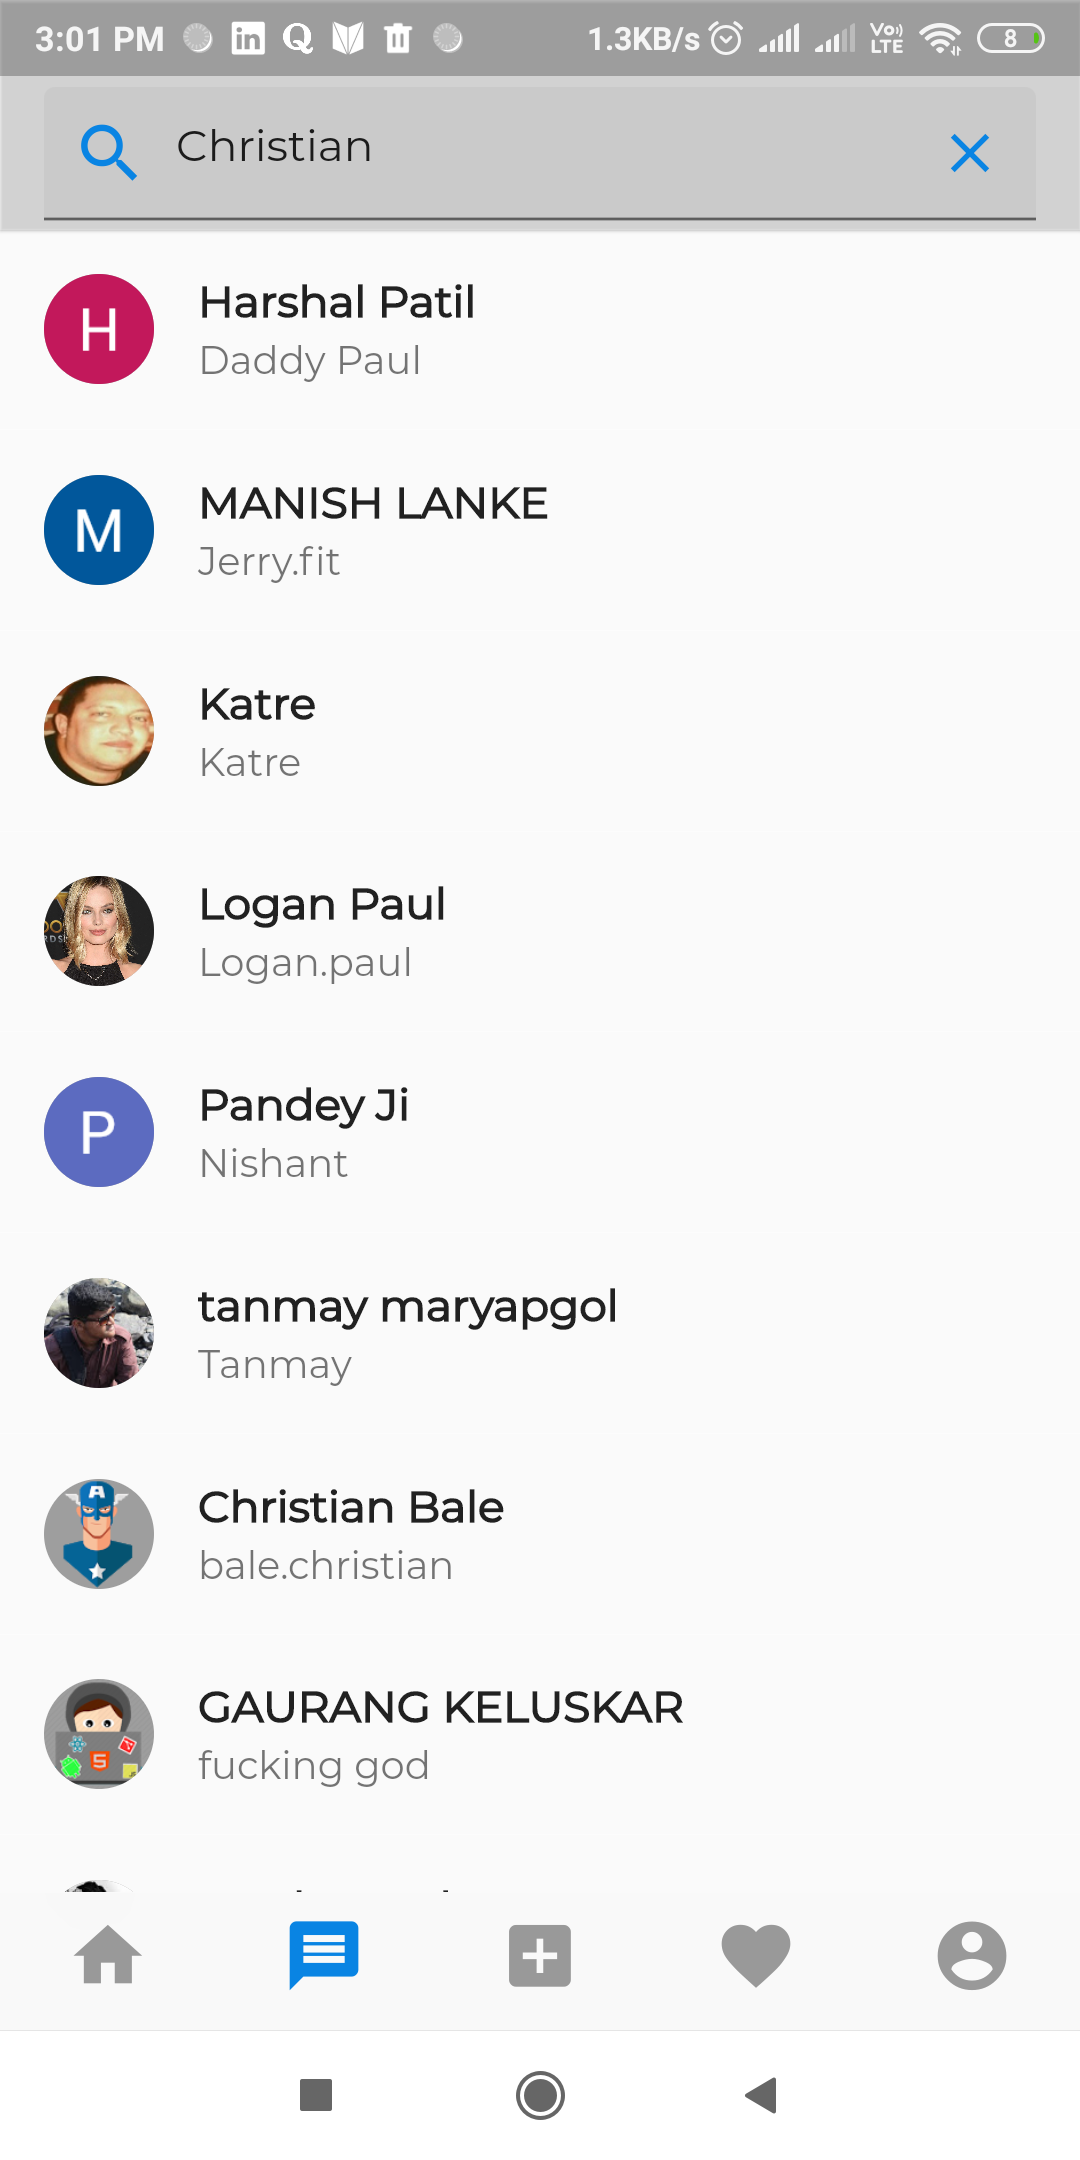 3:01 PM
1.3KB/s
Vo)) LTE
8
Christian
H
Harshal Patil
Daddy Paul
M
MANISH LANKE
Jerry.fit
Katre
Katre
Logan Paul
Logan.paul
P
Pandey Ji
Nishant
tanmay maryapgol
Tanmay
A
Christian Bale
bale.christian
5
GAURANG KELUSKAR
fucking god